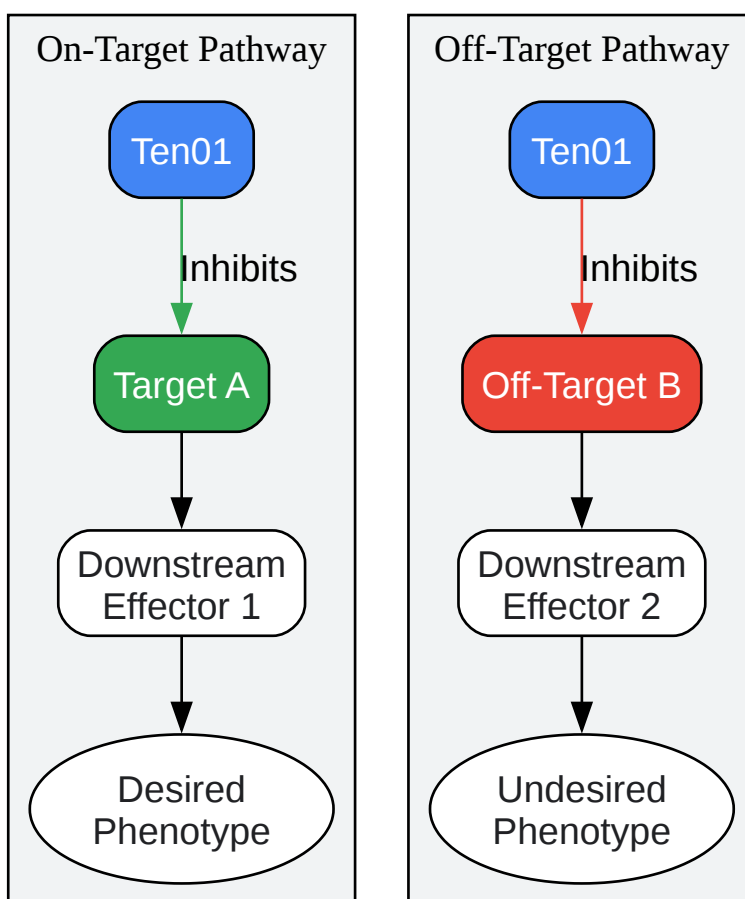 On-Target Pathway
Ten01
Inhibits
Target A
Downstream
Effector 1
Desired
Phenotype
Off-Target Pathway
Ten01
Inhibits
Off-Target B
Downstream
Effector 2
Undesired
Phenotype